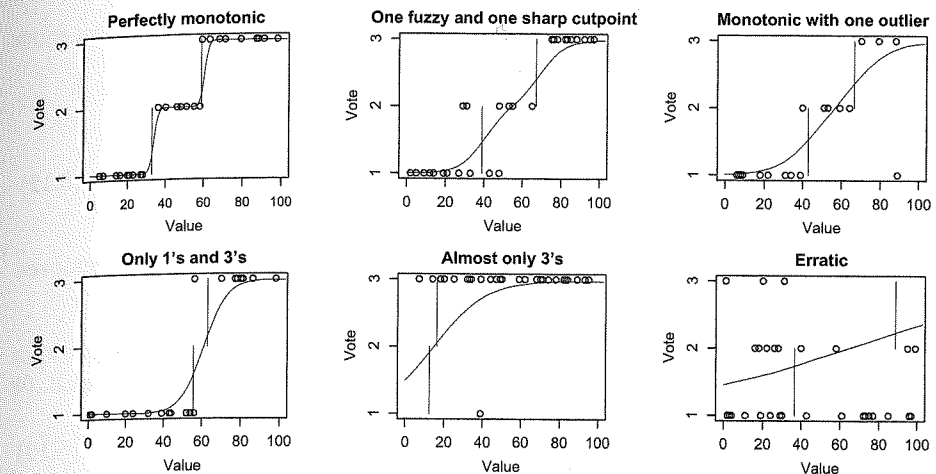 Perfectly monotonic
Vote
1 2 3
0 20 40 60 80 100
Value
One fuzzy and one sharp cutpoint
Vote
1 2 3
0 20 40 60 80 100
Value
Monotonic with one outlier
Vote
1 2 3
0 20 40 60 80 100
Value
Only 1's and 3's
Vote
1 2 3
0 20 40 60 80 100
Value
Almost only 3's
Vote
1 2 3
0 20 40 60 80 100
Value
Erratic
Vote
1 2 3
0 20 40 60 80 100
Value